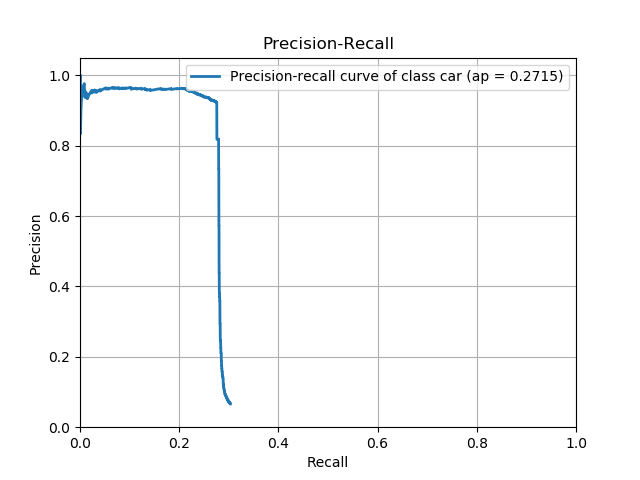 Precision-Recall
Precision-recall curve of class car (ap = 0.2715)
1.0
0.8
0.6
0.4
0.2
0.0
Precision
0.0 0.2 0.4 0.6 0.8 1.0
Recall